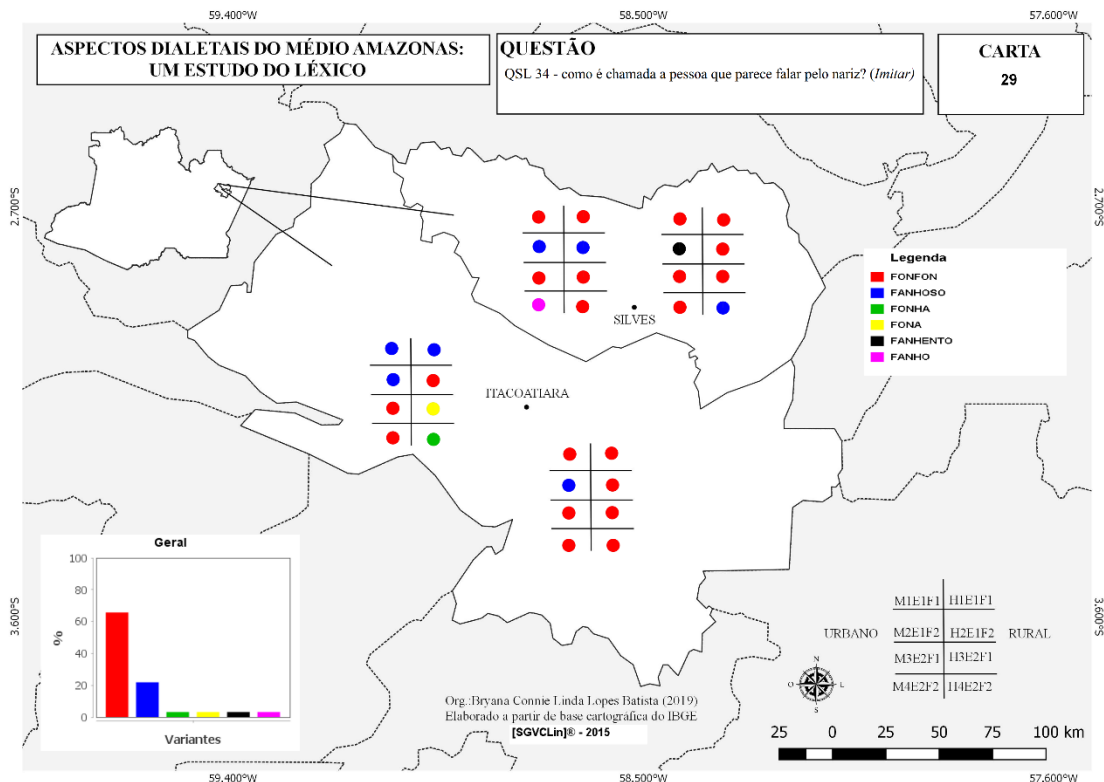 59.400°W
58.500°W
57.600°W
ASPECTOS DIALETAIS DO MÉDIO AMAZONAS:
UM ESTUDO DO LÉXICO
QUESTÃO
QSL 34 - como é chamada a pessoa que parece falar pelo nariz? (Imitar)
CARTA
29
2.700°S
2.700°S
Legenda
FONFON
FANHOSO
FONHA
FONA
FANHENTO
FANHO
SILVES
ITACOATIARA
Geral
100
80
60
40
20
0
%
Variantes
3.600°S
3.600°S
M1E1F1 H1E1F1
URBANO M2E1F2 H2E1F2 RURAL
M3E2F1 H3E2F1
M4E2F2 H4E2F2
N
O L
S
Org.:Bryana Connie Linda Lopes Batista (2019)
Elaborado a partir de base cartográfica do IBGE
[SGVCLin]® - 2015
25 0 25 50 75 100 km
59.400°W
58.500°W
57.600°W